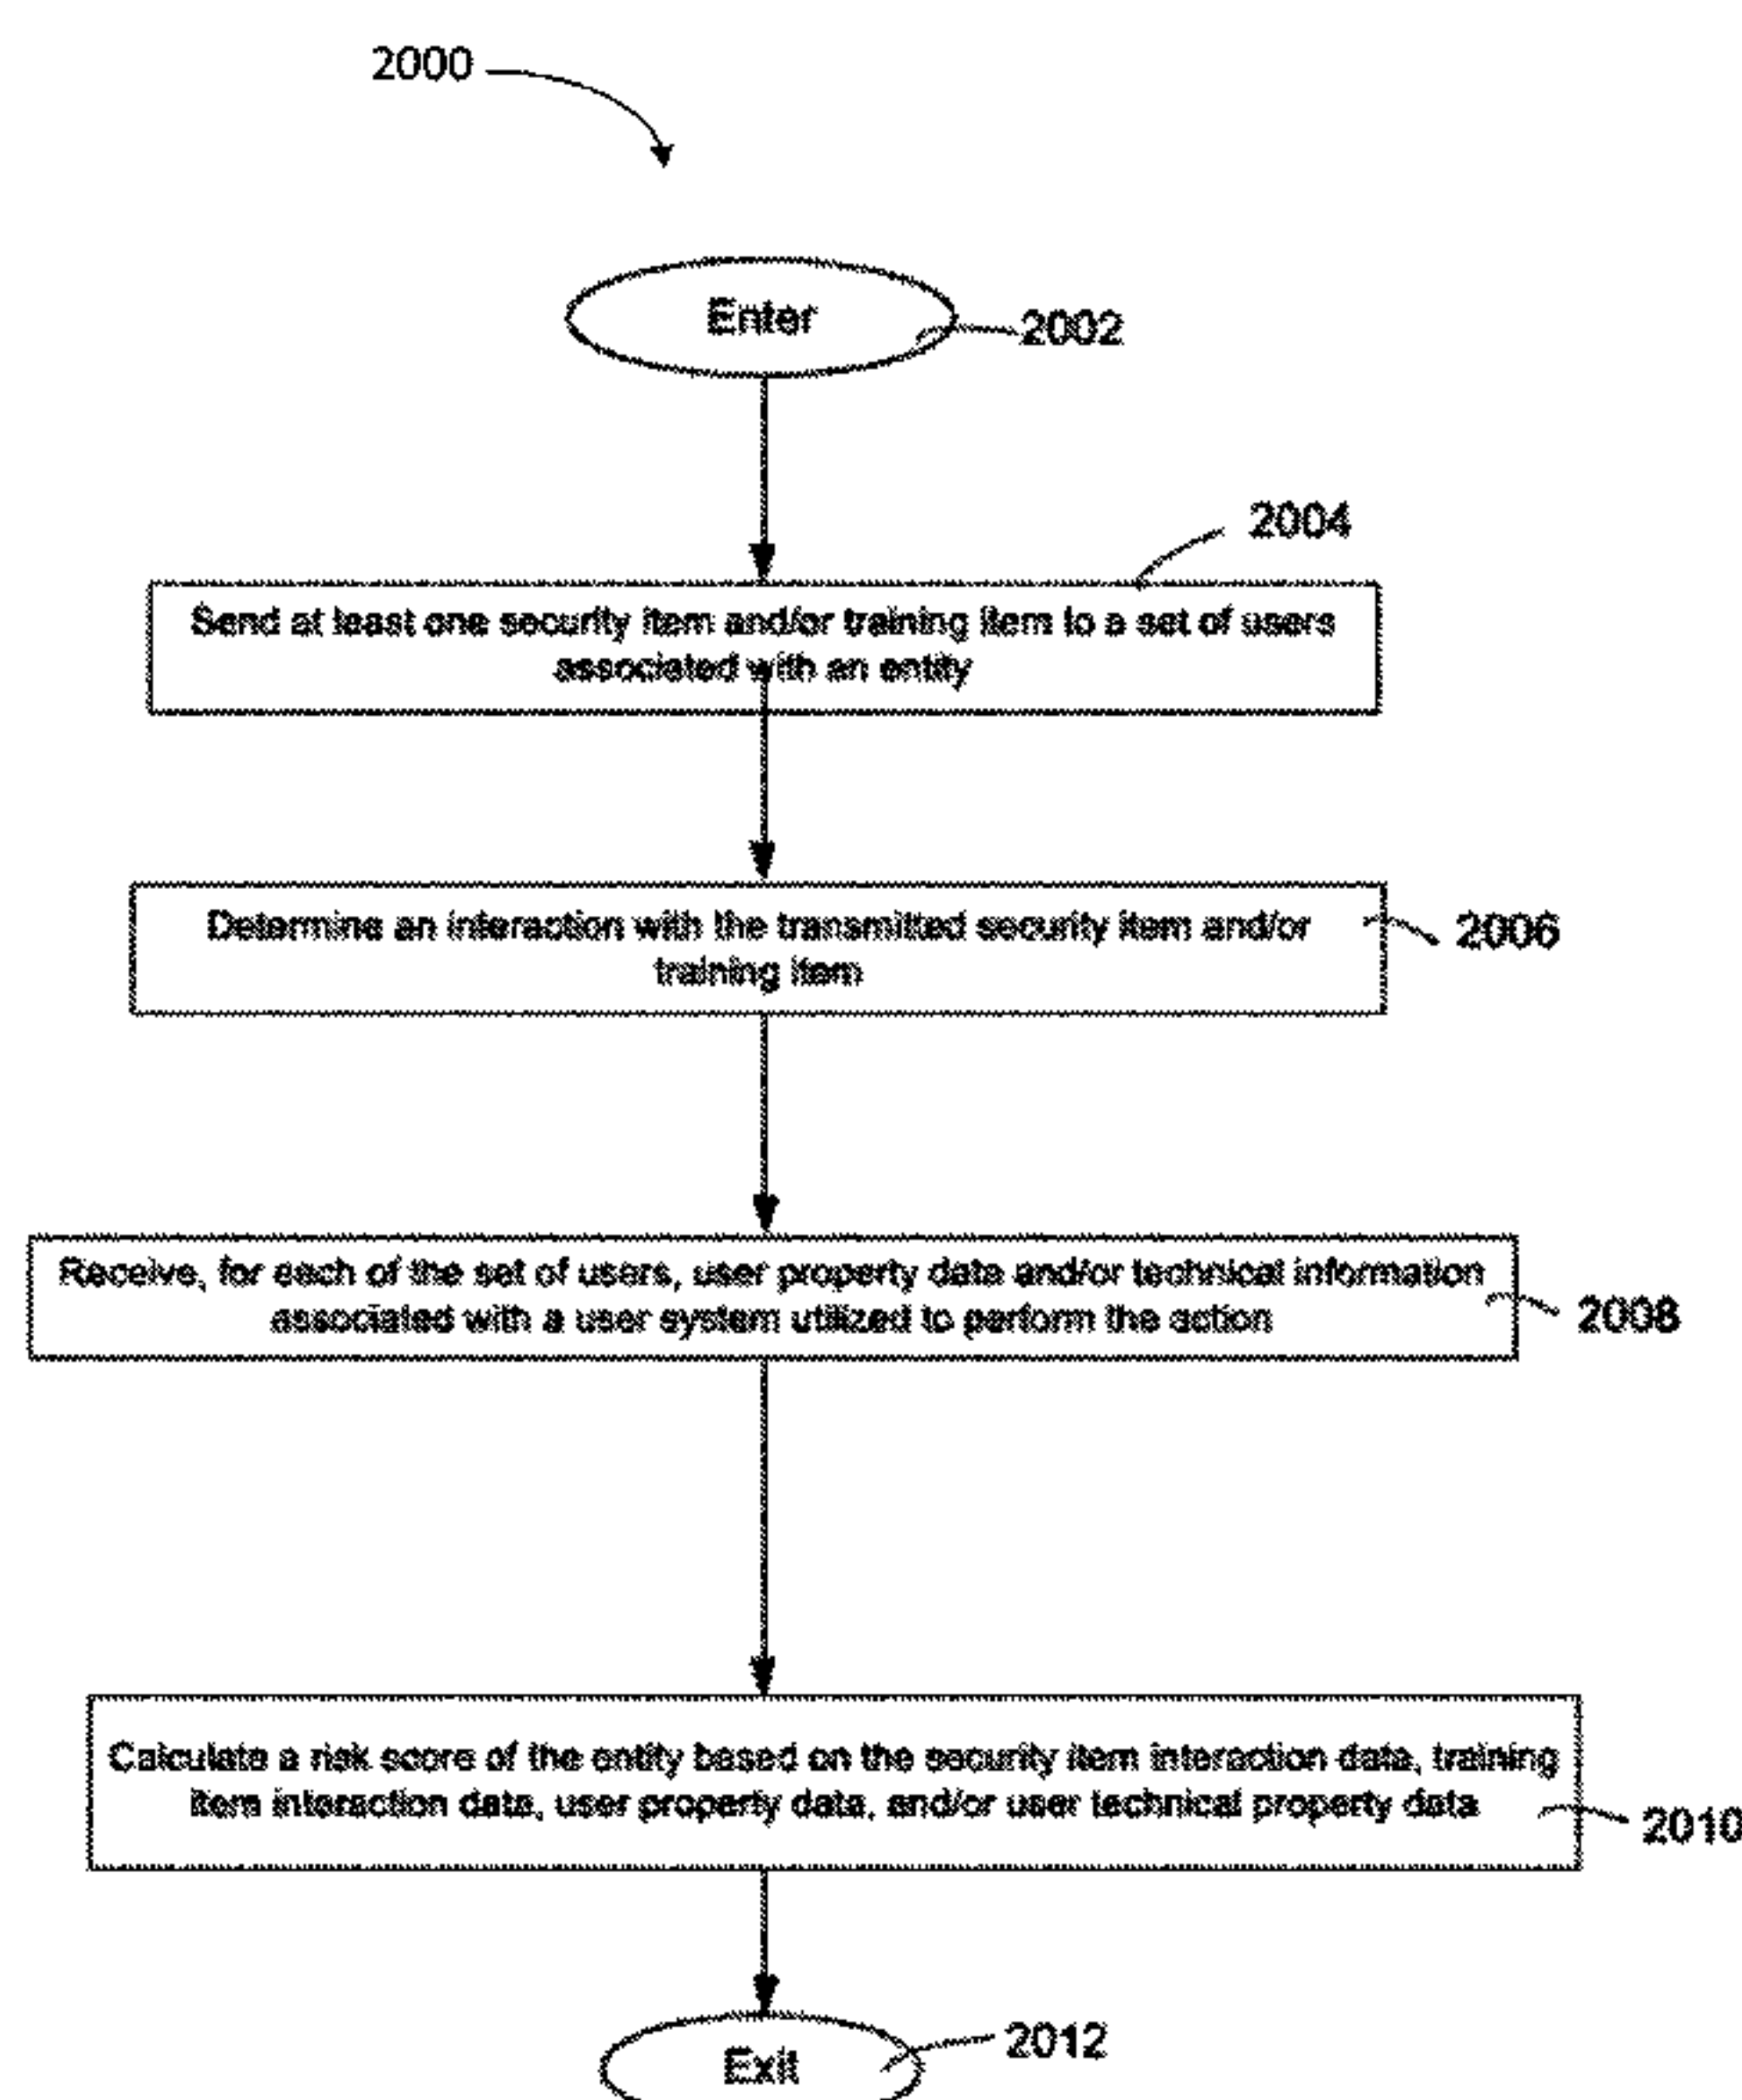 2000
Enter
2002
2004
Send at least one security item and/or training item to a set of users
associated with an entity
Determine an interaction with the transmitted security item and/or
training item
2006
Receive, for each of the set of users, user property data and/or technical information
associated with a user system utilized to perform the action
2008
Calculate a risk score of the entity based on the security item interaction data, training
item interaction data, user property data, and/or user technical property data
2010
Exit
2012